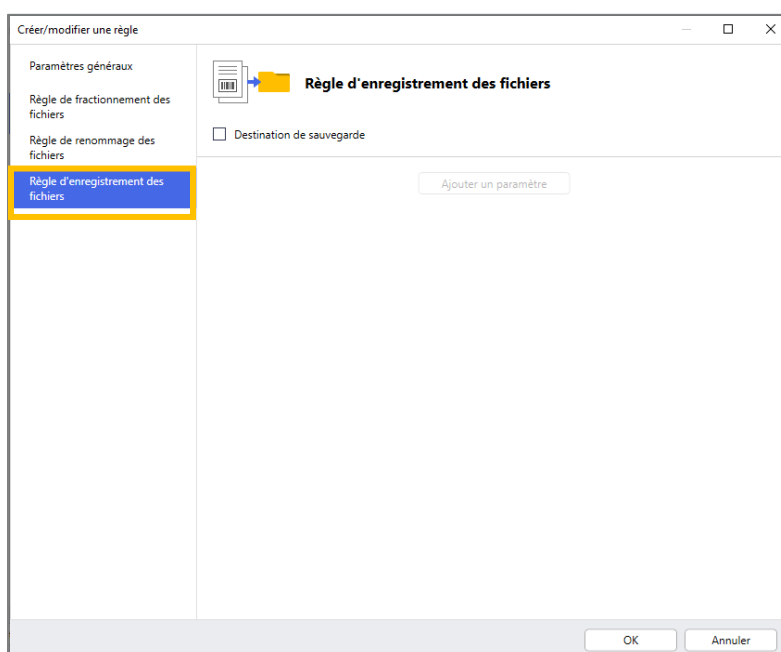 Créer/modifier une règle
Paramètres généraux
Règle de fractionnement des
fichiers
Règle de renommage des
fichiers
Règle d'enregistrement des
fichiers
Règle d'enregistrement des fichiers
Destination de sauvegarde
Ajouter un paramètre
OK
Annuler